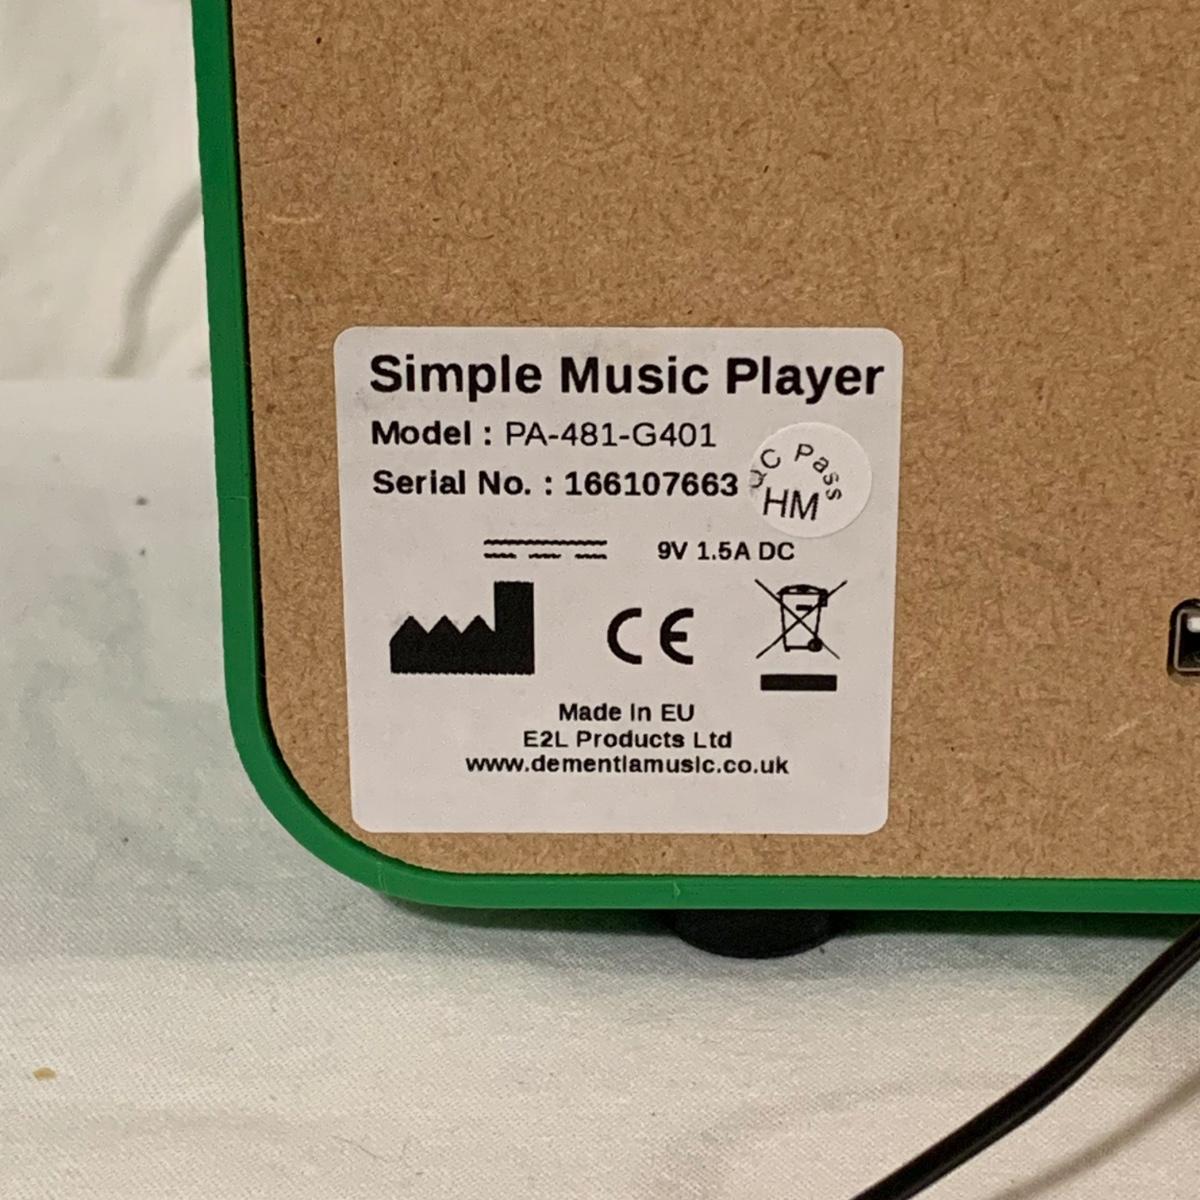 Simple Music Player
Model : PA-481-G401
Serial No. : 166107663
QC Pass
HM
9V 1.5A DC
CE
Made In EU
E2L Products Ltd
www.dementiamusic.co.uk